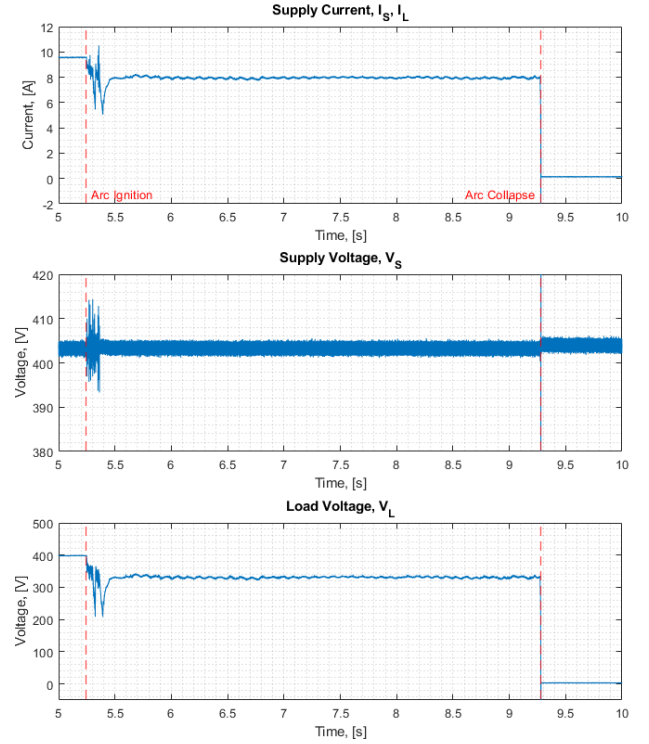 Supply Current, I_S, I_L
12
10
8
6
4
2
0
-2
Current, [A]
Arc Ignition
Arc Collapse
5 5.5 6 6.5 7 7.5 8 8.5 9 9.5 10
Time, [s]
Supply Voltage, V_S
420
410
400
390
380
Voltage, [V]
5 5.5 6 6.5 7 7.5 8 8.5 9 9.5 10
Time, [s]
Load Voltage, V_L
500
400
300
200
100
0
Voltage, [V]
5 5.5 6 6.5 7 7.5 8 8.5 9 9.5 10
Time, [s]